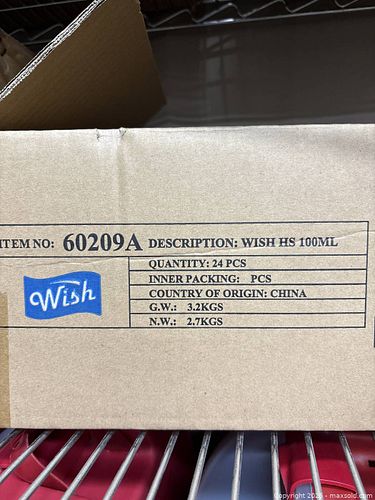 ITEM NO: 60209A DESCRIPTION: WISH HS 100ML
QUANTITY: 24 PCS
INNER PACKING: PCS
COUNTRY OF ORIGIN: CHINA
G.W.: 3.2KGS
N.W.: 2.7KGS
Wish